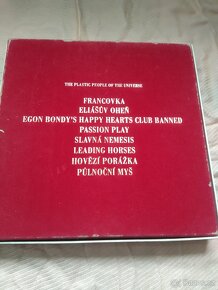 THE PLASTIC PEOPLE OF THE UNIVERSE
FRANCOVKA
ELIÁŠŮV OHEŇ
EGON BONDY'S HAPPY HEARTS CLUB BANNED
PASSION PLAY
SLAVNÁ NEMESIS
LEADING HORSES
HOVĚZÍ PORÁŽKA
PŮLNOČNÍ MYŠ